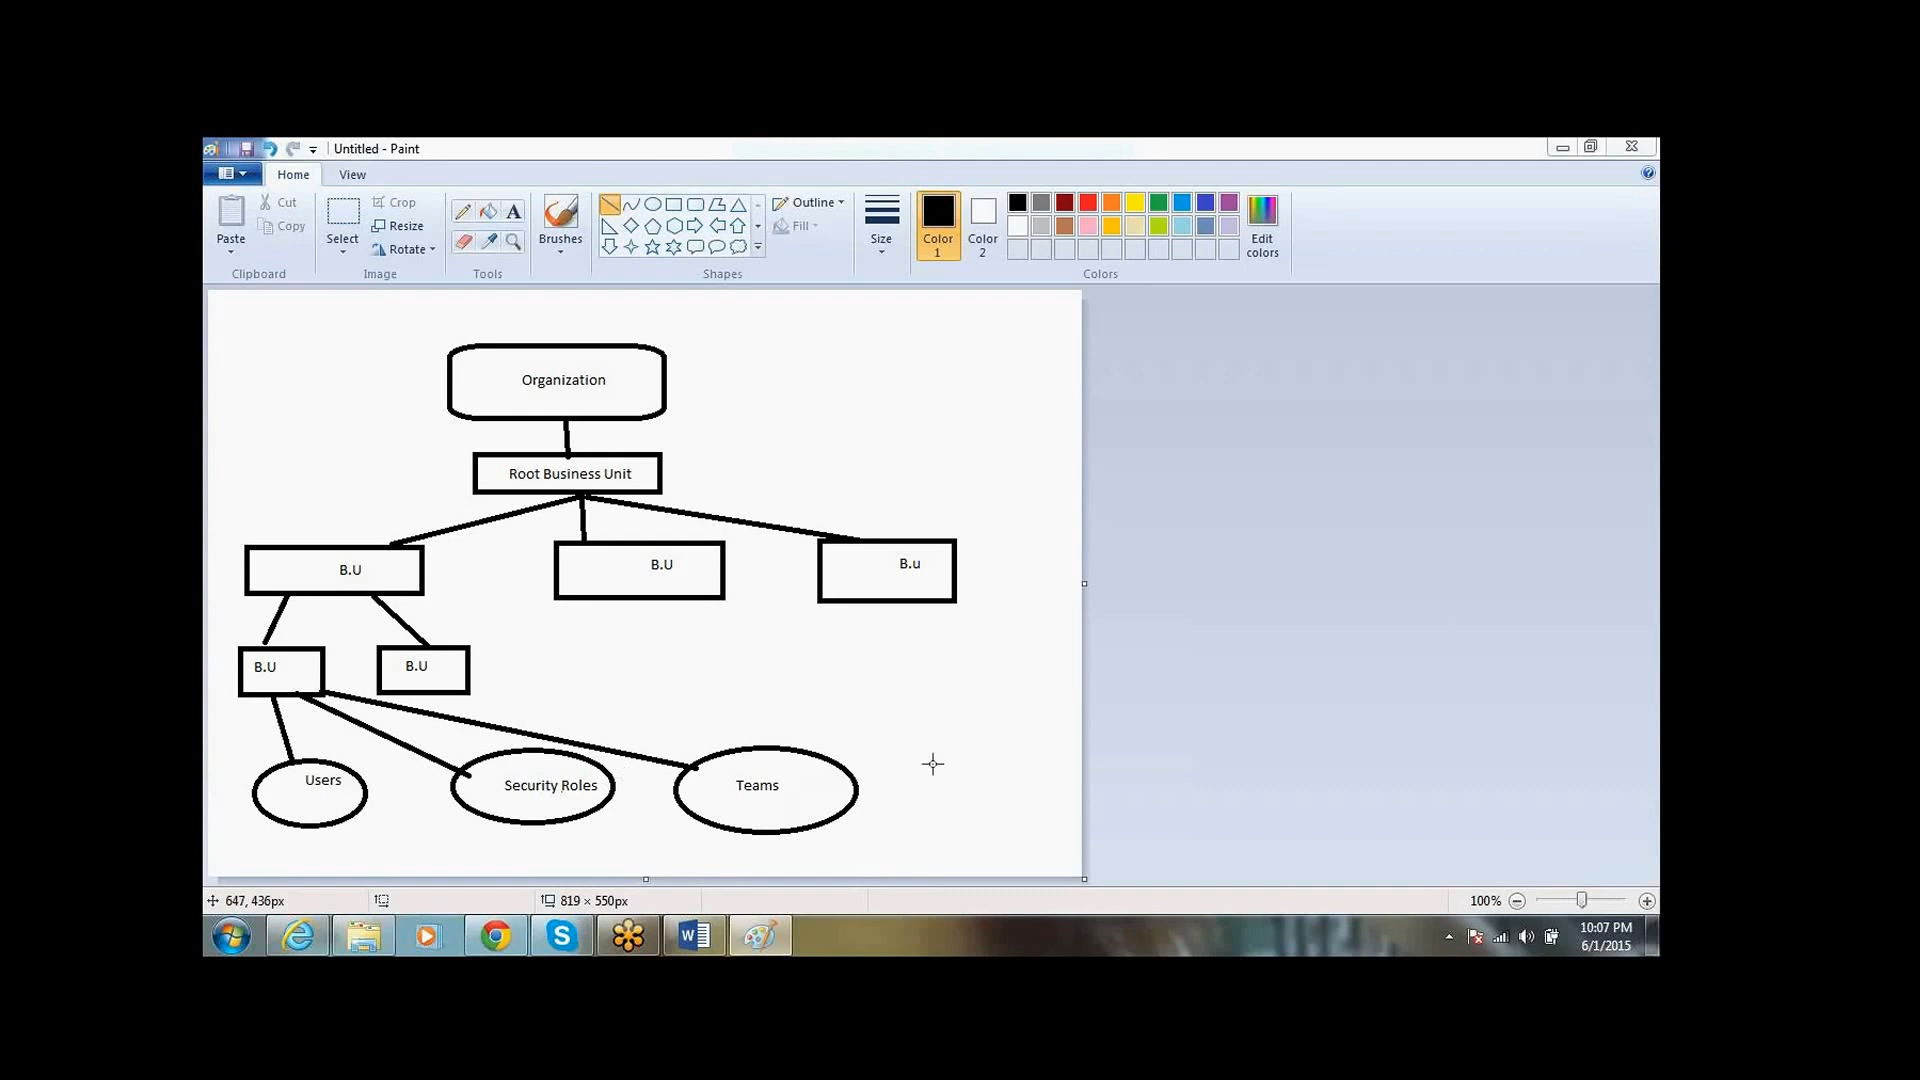 Untitled - Paint
Home
View
Paste
Cut
Copy
Clipboard
Select
Crop
Resize
Rotate
Image
A
Tools
Brushes
Shapes
Outline
Fill
Size
Color
1
Color
2
Edit
colors
Colors
Organization
Root Business Unit
B.U
B.U
B.u
B.U
B.U
Users
Security Roles
Teams
647, 436px
819 × 550px
100%
10:07 PM
6/1/2015